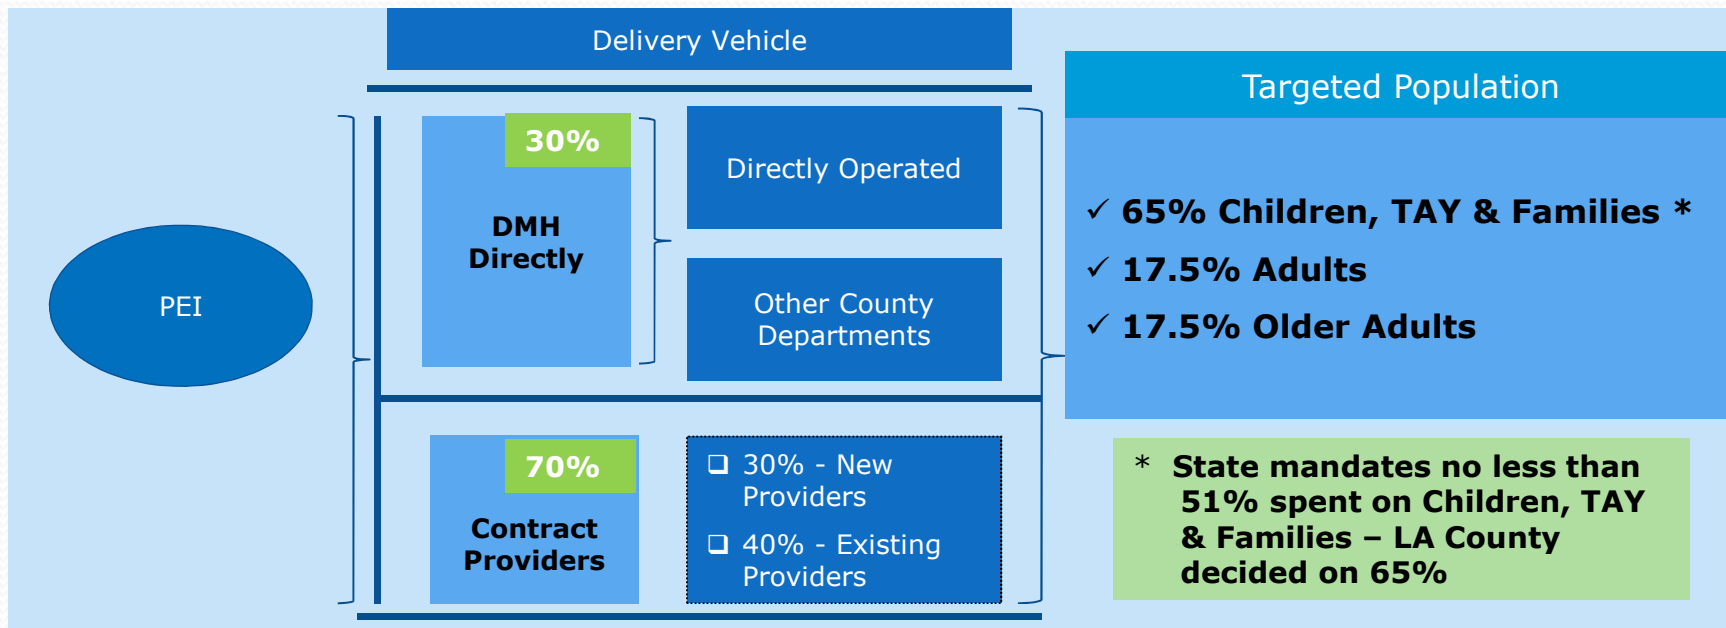 Delivery Vehicle
PEI
30%
DMH
Directly
Directly Operated
Other County
Departments
70%
Contract
Providers
❑ 30% - New
Providers
❑ 40% - Existing
Providers
Targeted Population
✓ 65% Children, TAY & Families *
✓ 17.5% Adults
✓ 17.5% Older Adults
* State mandates no less than
51% spent on Children, TAY
& Families – LA County
decided on 65%